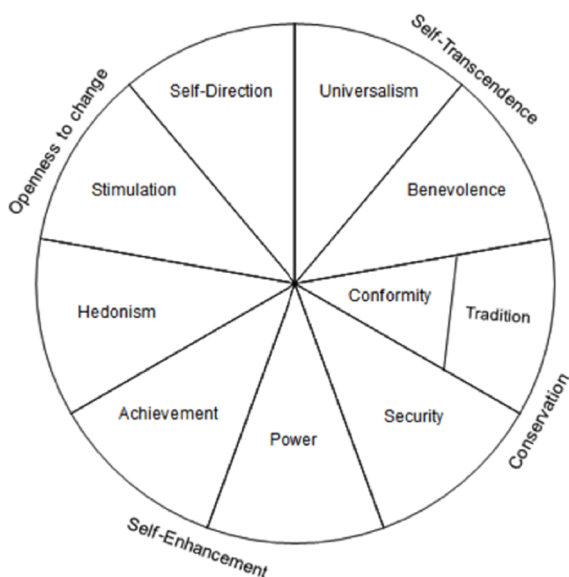 Self-Transcendence
Openness to change
Self-Direction
Universalism
Stimulation
Benevolence
Conformity
Tradition
Hedonism
Achievement
Power
Security
Conservation
Self-Enhancement